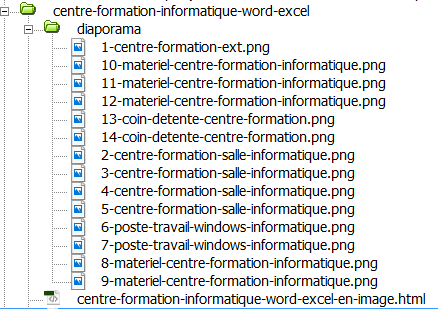 centre-formation-informatique-word-excel
diaporama
1-centre-formation-ext.png
10-materiel-centre-formation-informatique.png
11-materiel-centre-formation-informatique.png
12-materiel-centre-formation-informatique.png
13-coin-detente-centre-formation.png
14-coin-detente-centre-formation.png
2-centre-formation-salle-informatique.png
3-centre-formation-salle-informatique.png
4-centre-formation-salle-informatique.png
5-centre-formation-salle-informatique.png
6-poste-travail-windows-informatique.png
7-poste-travail-windows-informatique.png
8-materiel-centre-formation-informatique.png
9-materiel-centre-formation-informatique.png
centre-formation-informatique-word-excel-en-image.html